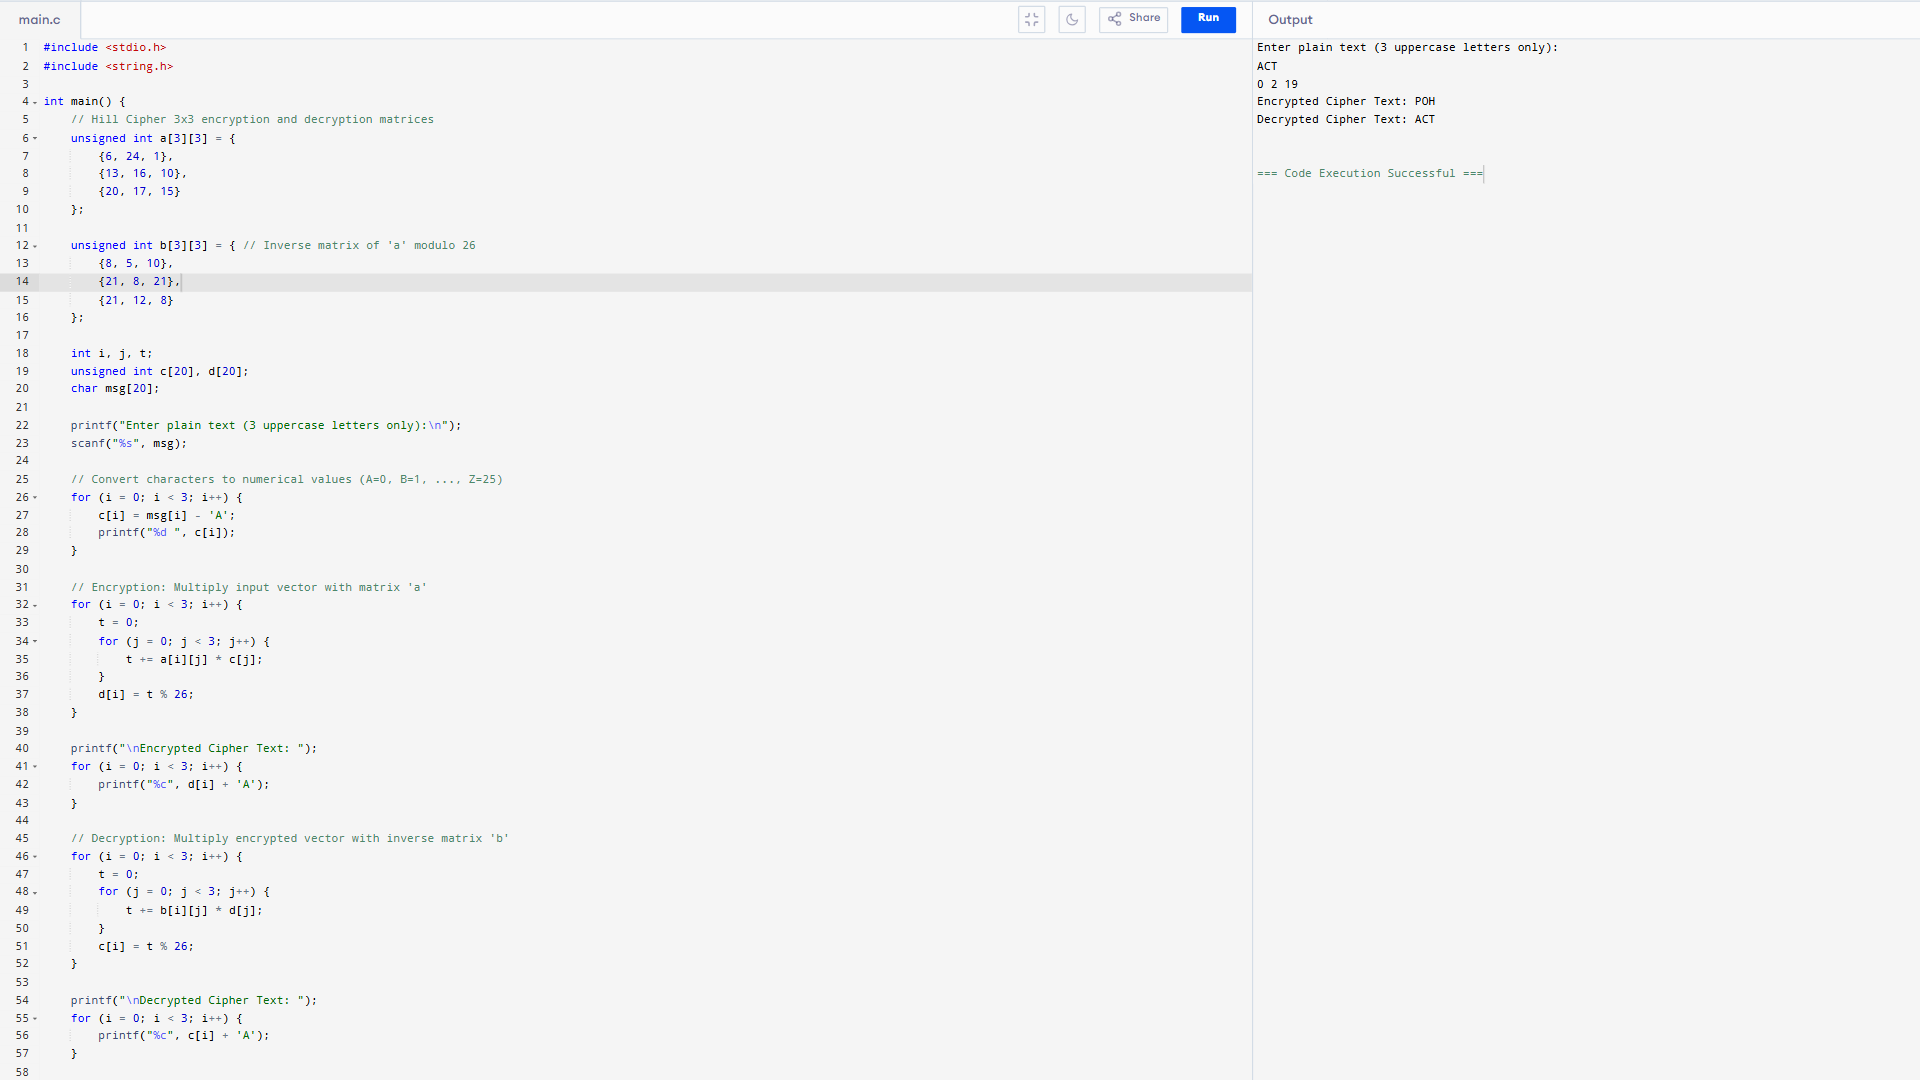 main.c
Share
Run
Output
1 #include <stdio.h>
2 #include <string.h>
3
4 int main() {
5     // Hill Cipher 3x3 encryption and decryption matrices
6     unsigned int a[3][3] = {
7         {6, 24, 1},
8         {13, 16, 10},
9         {20, 17, 15}
10     };
11
12     unsigned int b[3][3] = { // Inverse matrix of 'a' modulo 26
13         {8, 5, 10},
14         {21, 8, 21},
15         {21, 12, 8}
16     };
17
18     int i, j, t;
19     unsigned int c[20], d[20];
20     char msg[20];
21
22     printf("Enter plain text (3 uppercase letters only):\n");
23     scanf("%s", msg);
24
25     // Convert characters to numerical values (A=0, B=1, ..., Z=25)
26     for (i = 0; i < 3; i++) {
27         c[i] = msg[i] - 'A';
28         printf("%d ", c[i]);
29     }
30
31     // Encryption: Multiply input vector with matrix 'a'
32     for (i = 0; i < 3; i++) {
33         t = 0;
34         for (j = 0; j < 3; j++) {
35             t += a[i][j] * c[j];
36         }
37         d[i] = t % 26;
38     }
39
40     printf("\nEncrypted Cipher Text: ");
41     for (i = 0; i < 3; i++) {
42         printf("%c", d[i] + 'A');
43     }
44
45     // Decryption: Multiply encrypted vector with inverse matrix 'b'
46     for (i = 0; i < 3; i++) {
47         t = 0;
48         for (j = 0; j < 3; j++) {
49             t += b[i][j] * d[j];
50         }
51         c[i] = t % 26;
52     }
53
54     printf("\nDecrypted Cipher Text: ");
55     for (i = 0; i < 3; i++) {
56         printf("%c", c[i] + 'A');
57     }
58
Enter plain text (3 uppercase letters only):
ACT
0 2 19
Encrypted Cipher Text: POH
Decrypted Cipher Text: ACT
=== Code Execution Successful ===